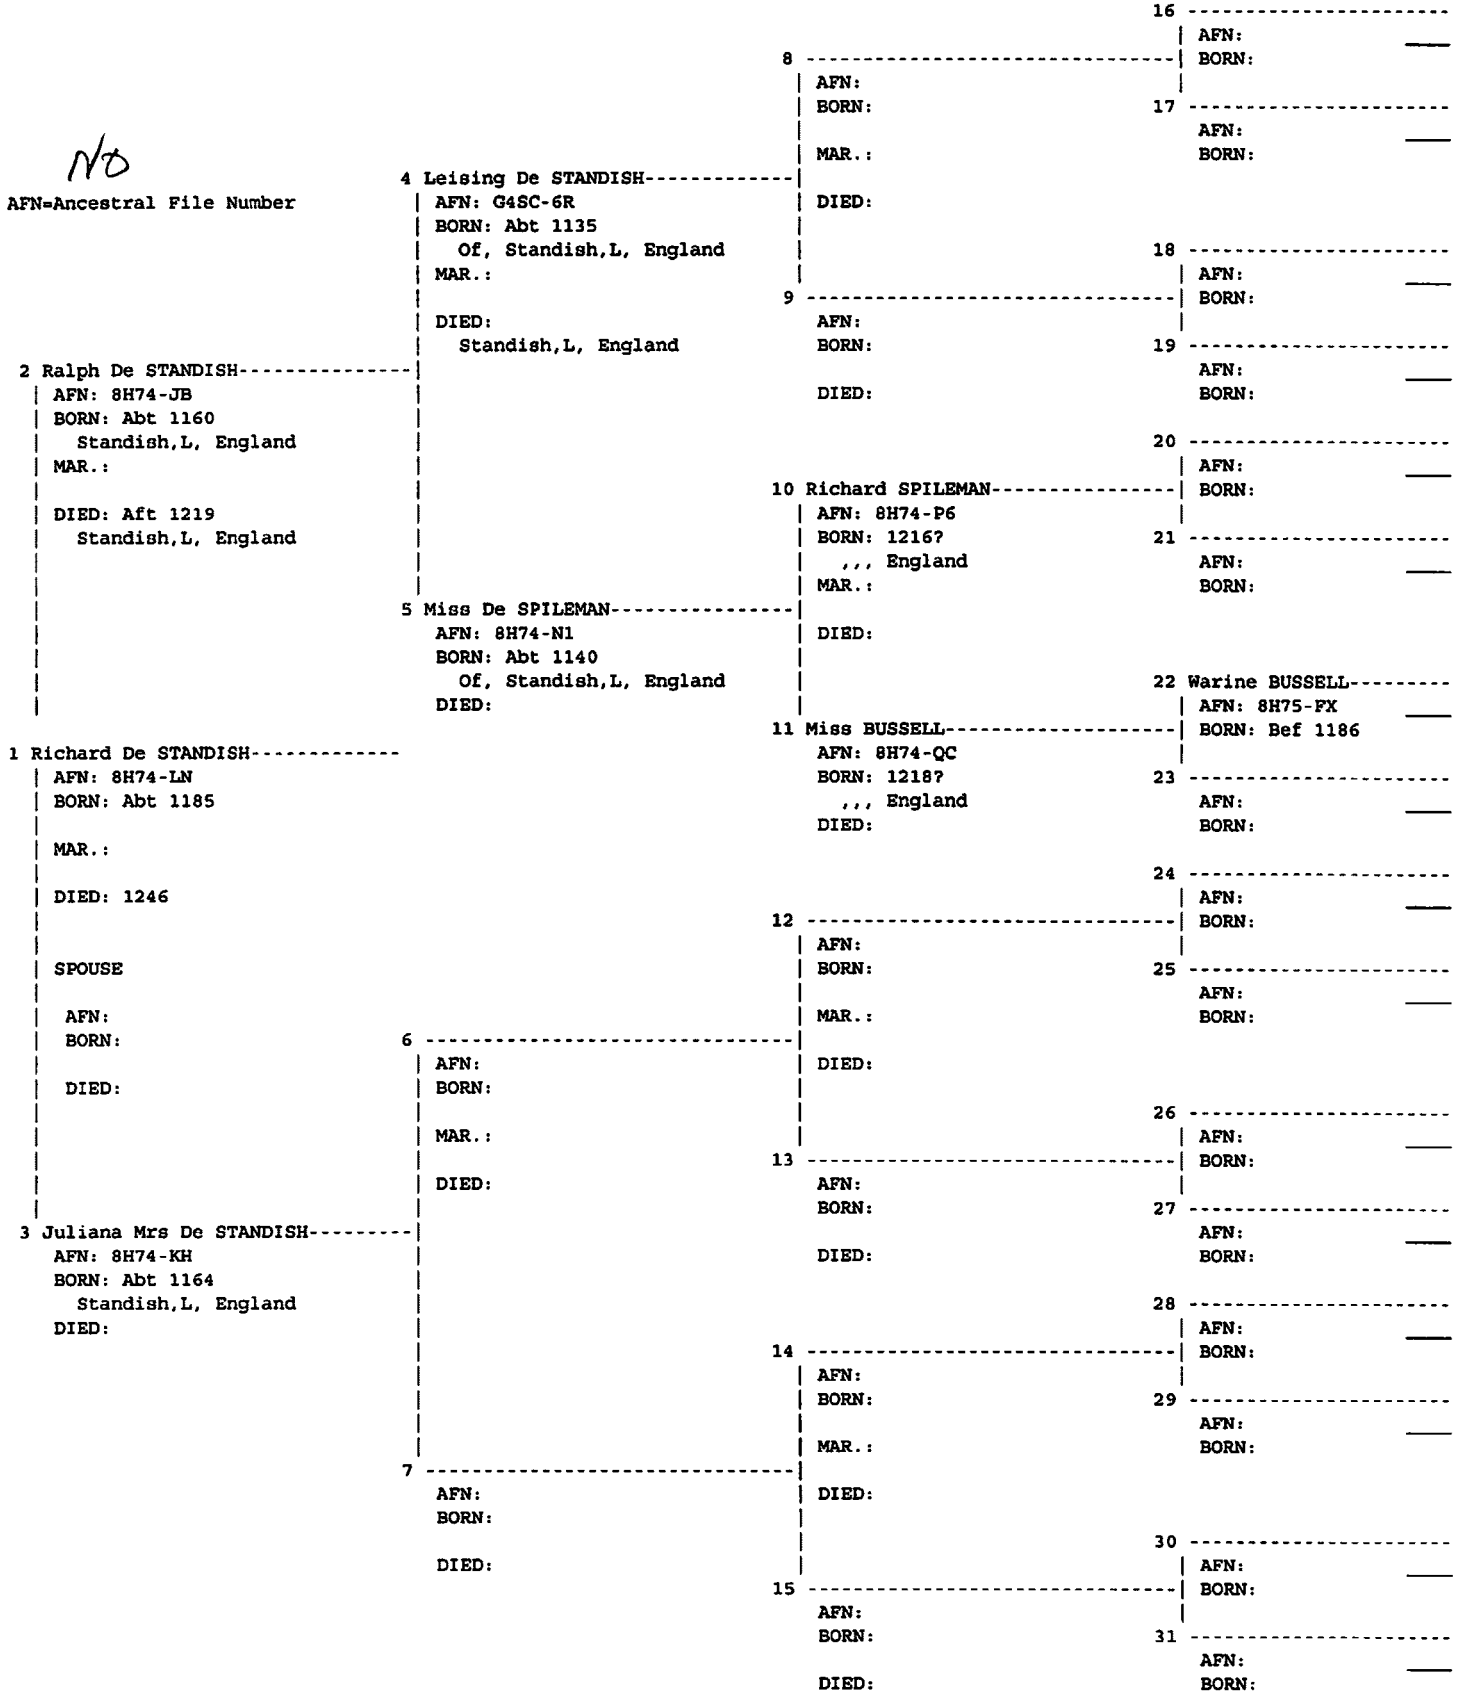 NO
AFN=Ancestral File Number
16
AFN:
BORN:
8
AFN:
BORN:
MAR.:
DIED:
17
AFN:
BORN:
4 Leising De STANDISH
AFN: G4SC-6R
BORN: Abt 1135
Of, Standish,L, England
MAR.:
DIED:
Standish,L, England
18
AFN:
BORN:
9
AFN:
BORN:
DIED:
19
AFN:
BORN:
2 Ralph De STANDISH
AFN: 8H74-JB
BORN: Abt 1160
Standish,L, England
MAR.:
DIED: Aft 1219
Standish,L, England
20
AFN:
BORN:
10 Richard SPILEMAN
AFN: 8H74-P6
BORN: 1216?
,,, England
MAR.:
DIED:
21
AFN:
BORN:
5 Miss De SPILEMAN
AFN: 8H74-N1
BORN: Abt 1140
Of, Standish,L, England
DIED:
22 Warine BUSSELL
AFN: 8H75-FX
BORN: Bef 1186
11 Miss BUSSELL
AFN: 8H74-QC
BORN: 1218?
,,, England
DIED:
23
AFN:
BORN:
1 Richard De STANDISH
AFN: 8H74-LN
BORN: Abt 1185
MAR.:
DIED: 1246
SPOUSE
AFN:
BORN:
DIED:
24
AFN:
BORN:
12
AFN:
BORN:
MAR.:
DIED:
25
AFN:
BORN:
6
AFN:
BORN:
MAR.:
DIED:
26
AFN:
BORN:
13
AFN:
BORN:
DIED:
27
AFN:
BORN:
3 Juliana Mrs De STANDISH
AFN: 8H74-KH
BORN: Abt 1164
Standish,L, England
DIED:
28
AFN:
BORN:
14
AFN:
BORN:
MAR.:
DIED:
29
AFN:
BORN:
7
AFN:
BORN:
DIED:
30
AFN:
BORN:
15
AFN:
BORN:
DIED:
31
AFN:
BORN: